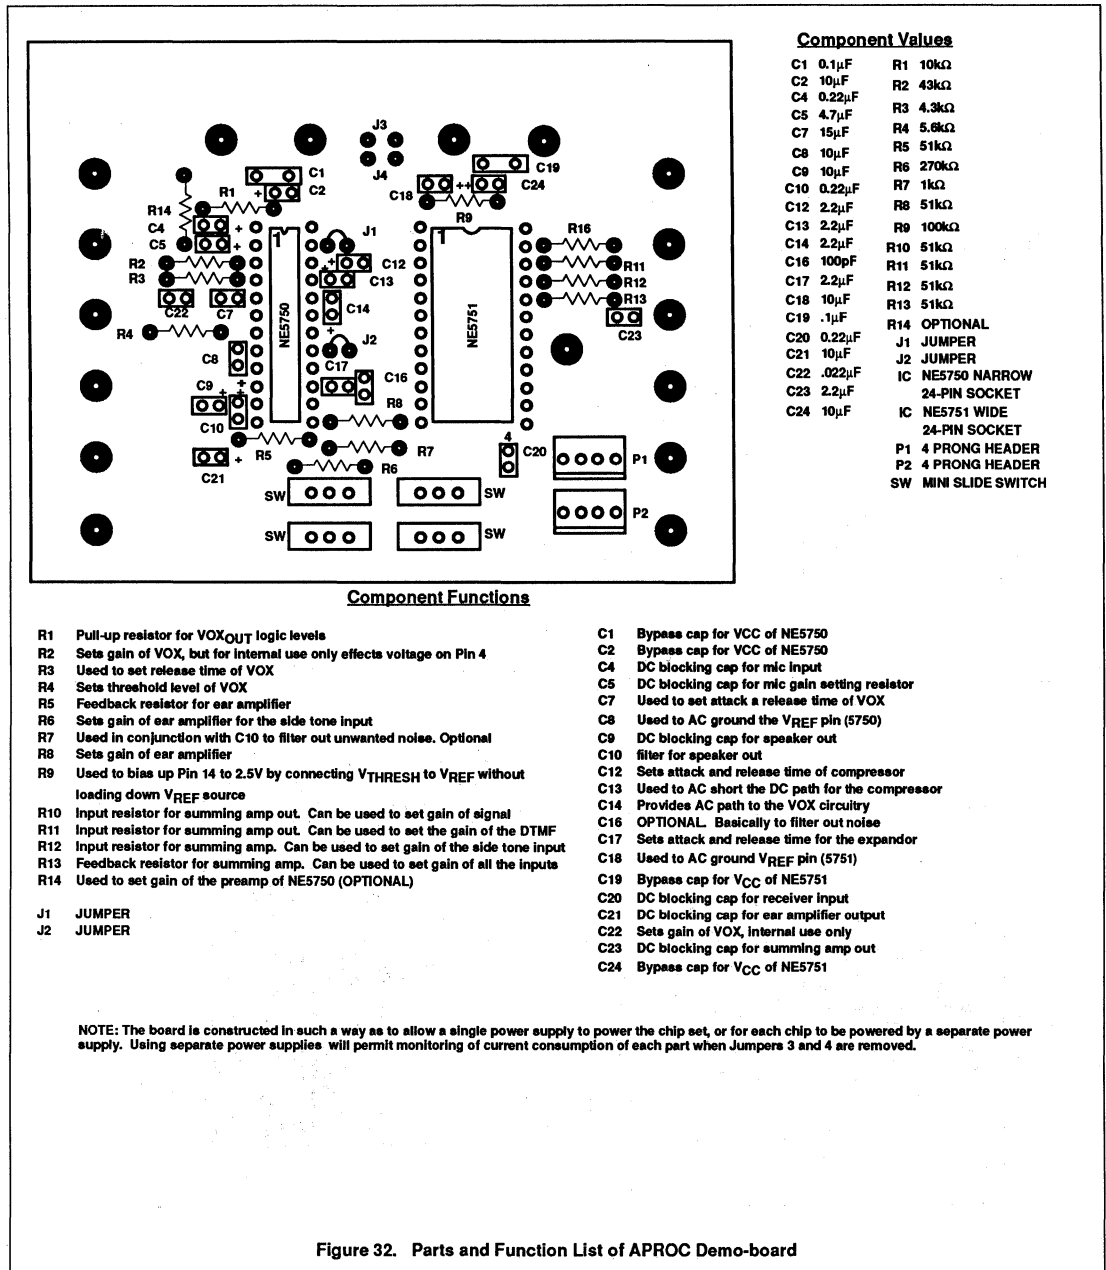 Component Values
C1 0.1µF R1 10kΩ
C2 10µF R2 43kΩ
C4 0.22µF
C5 4.7µF R3 4.3kΩ
C7 15µF R4 5.6kΩ
C8 10µF R5 51kΩ
C9 10µF R6 270kΩ
C10 0.22µF R7 1kΩ
C12 2.2µF R8 51kΩ
C13 2.2µF R9 100kΩ
C14 2.2µF R10 51kΩ
C16 100pF R11 51kΩ
C17 2.2µF R12 51kΩ
C18 10µF R13 51kΩ
C19 .1µF R14 OPTIONAL
C20 0.22µF J1 JUMPER
C21 10µF J2 JUMPER
C22 .022µF IC NE5750 NARROW
C23 2.2µF 24-PIN SOCKET
C24 10µF IC NE5751 WIDE
24-PIN SOCKET
P1 4 PRONG HEADER
P2 4 PRONG HEADER
SW MINI SLIDE SWITCH
J3
J4
C1
C2
+
C19
C24
C18
++
R1
R14
C4
+
C5
+
R9
J1
R16
R2
R3
C12
+
C13
R11
R12
R13
C22
C7
C14
+
C23
R4
J2
1
NE5750
1
NE5751
C8
+
C17
C16
C9
+
+
C10
R8
R5
R7
C21
+
R6
4
C20
P1
SW
SW
P2
SW
SW
Component Functions
R1 Pull-up resistor for VOXOUT logic levels
R2 Sets gain of VOX, but for internal use only effects voltage on Pin 4
R3 Used to set release time of VOX
R4 Sets threshold level of VOX
R5 Feedback resistor for ear amplifier
R6 Sets gain of ear amplifier for the side tone input
R7 Used in conjunction with C10 to filter out unwanted noise. Optional
R8 Sets gain of ear amplifier
R9 Used to bias up Pin 14 to 2.5V by connecting VTHRESH to VREF without
loading down VREF source
R10 Input resistor for summing amp out. Can be used to set gain of signal
R11 Input resistor for summing amp out. Can be used to set the gain of the DTMF
R12 Input resistor for summing amp. Can be used to set gain of the side tone input
R13 Feedback resistor for summing amp. Can be used to set gain of all the inputs
R14 Used to set gain of the preamp of NE5750 (OPTIONAL)
J1 JUMPER
J2 JUMPER
C1 Bypass cap for VCC of NE5750
C2 Bypass cap for VCC of NE5750
C4 DC blocking cap for mic input
C5 DC blocking cap for mic gain setting resistor
C7 Used to set attack a release time of VOX
C8 Used to AC ground the VREF pin (5750)
C9 DC blocking cap for speaker out
C10 filter for speaker out
C12 Sets attack and release time of compressor
C13 Used to AC short the DC path for the compressor
C14 Provides AC path to the VOX circuitry
C16 OPTIONAL. Basically to filter out noise
C17 Sets attack and release time for the expandor
C18 Used to AC ground VREF pin (5751)
C19 Bypass cap for VCC of NE5751
C20 DC blocking cap for receiver input
C21 DC blocking cap for ear amplifier output
C22 Sets gain of VOX, internal use only
C23 DC blocking cap for summing amp out
C24 Bypass cap for VCC of NE5751
NOTE: The board is constructed in such a way as to allow a single power supply to power the chip set, or for each chip to be powered by a separate power
supply. Using separate power supplies will permit monitoring of current consumption of each part when Jumpers 3 and 4 are removed.
Figure 32. Parts and Function List of APROC Demo-board